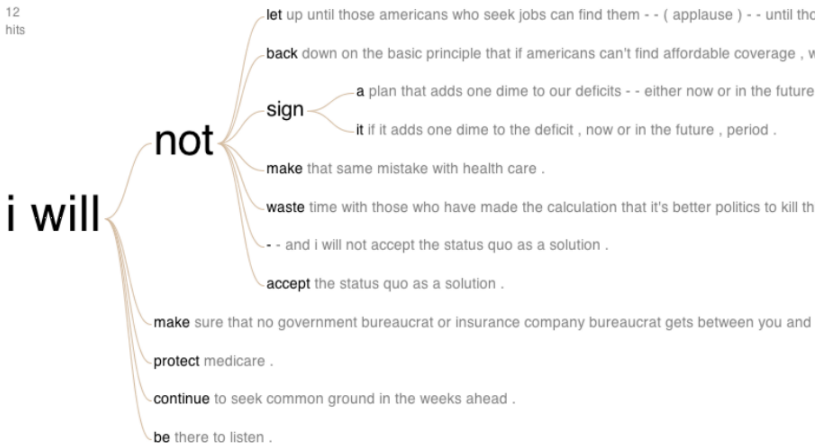 12
hits
let up until those americans who seek jobs can find them - - ( applause ) - - until
back down on the basic principle that if americans can't find affordable coverage ,
not
sign
a plan that adds one dime to our deficits - - either now or in the future
it if it adds one dime to the deficit , now or in the future , period .
make that same mistake with health care .
waste time with those who have made the calculation that it's better politics to kill
- - and i will not accept the status quo as a solution .
accept the status quo as a solution .
i will
make sure that no government bureaucrat or insurance company bureaucrat gets between you and
protect medicare .
continue to seek common ground in the weeks ahead .
be there to listen .